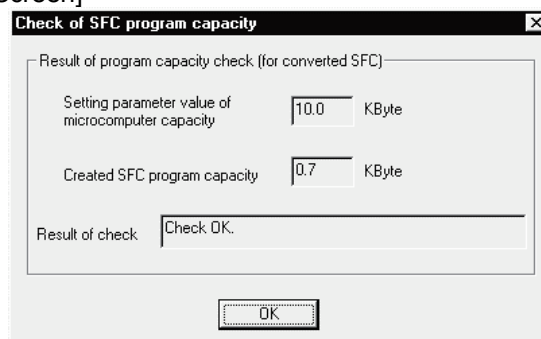 Check of SFC program capacity
Result of program capacity check (for converted SFC)
Setting parameter value of
microcomputer capacity
10.0 KByte
Created SFC program capacity 0.7 KByte
Result of check Check OK.
OK